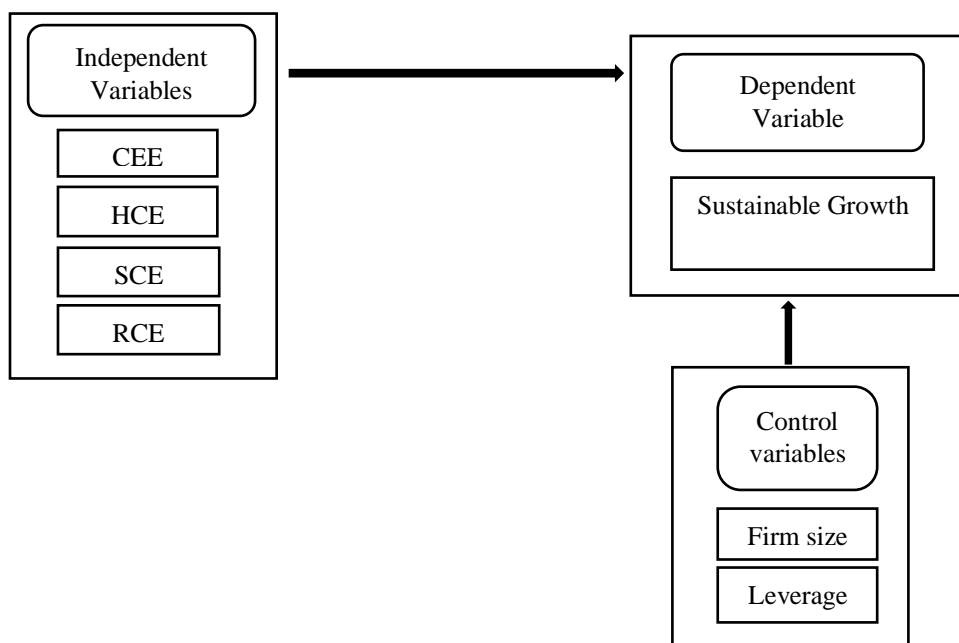 Independent
Variables
CEE
HCE
SCE
RCE
Dependent
Variable
Sustainable Growth
Control
variables
Firm size
Leverage